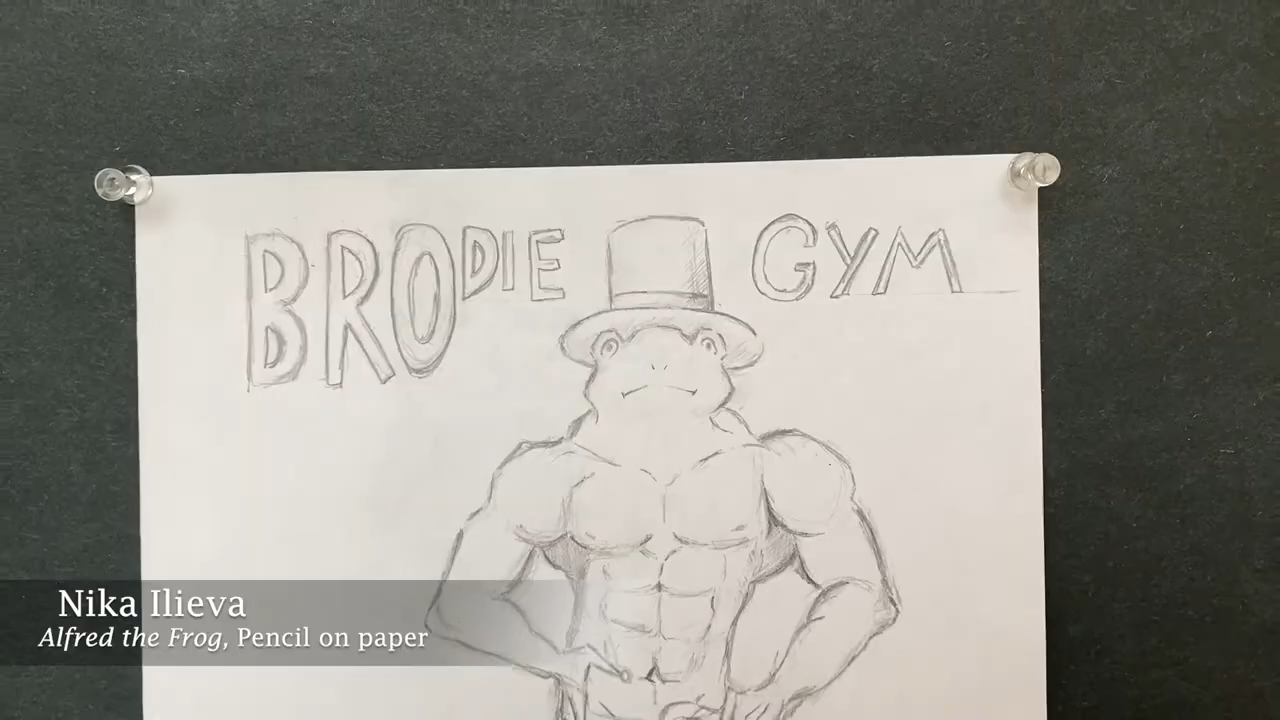 BRODIE GYM
Nika Ilieva
Alfred the Frog, Pencil on paper